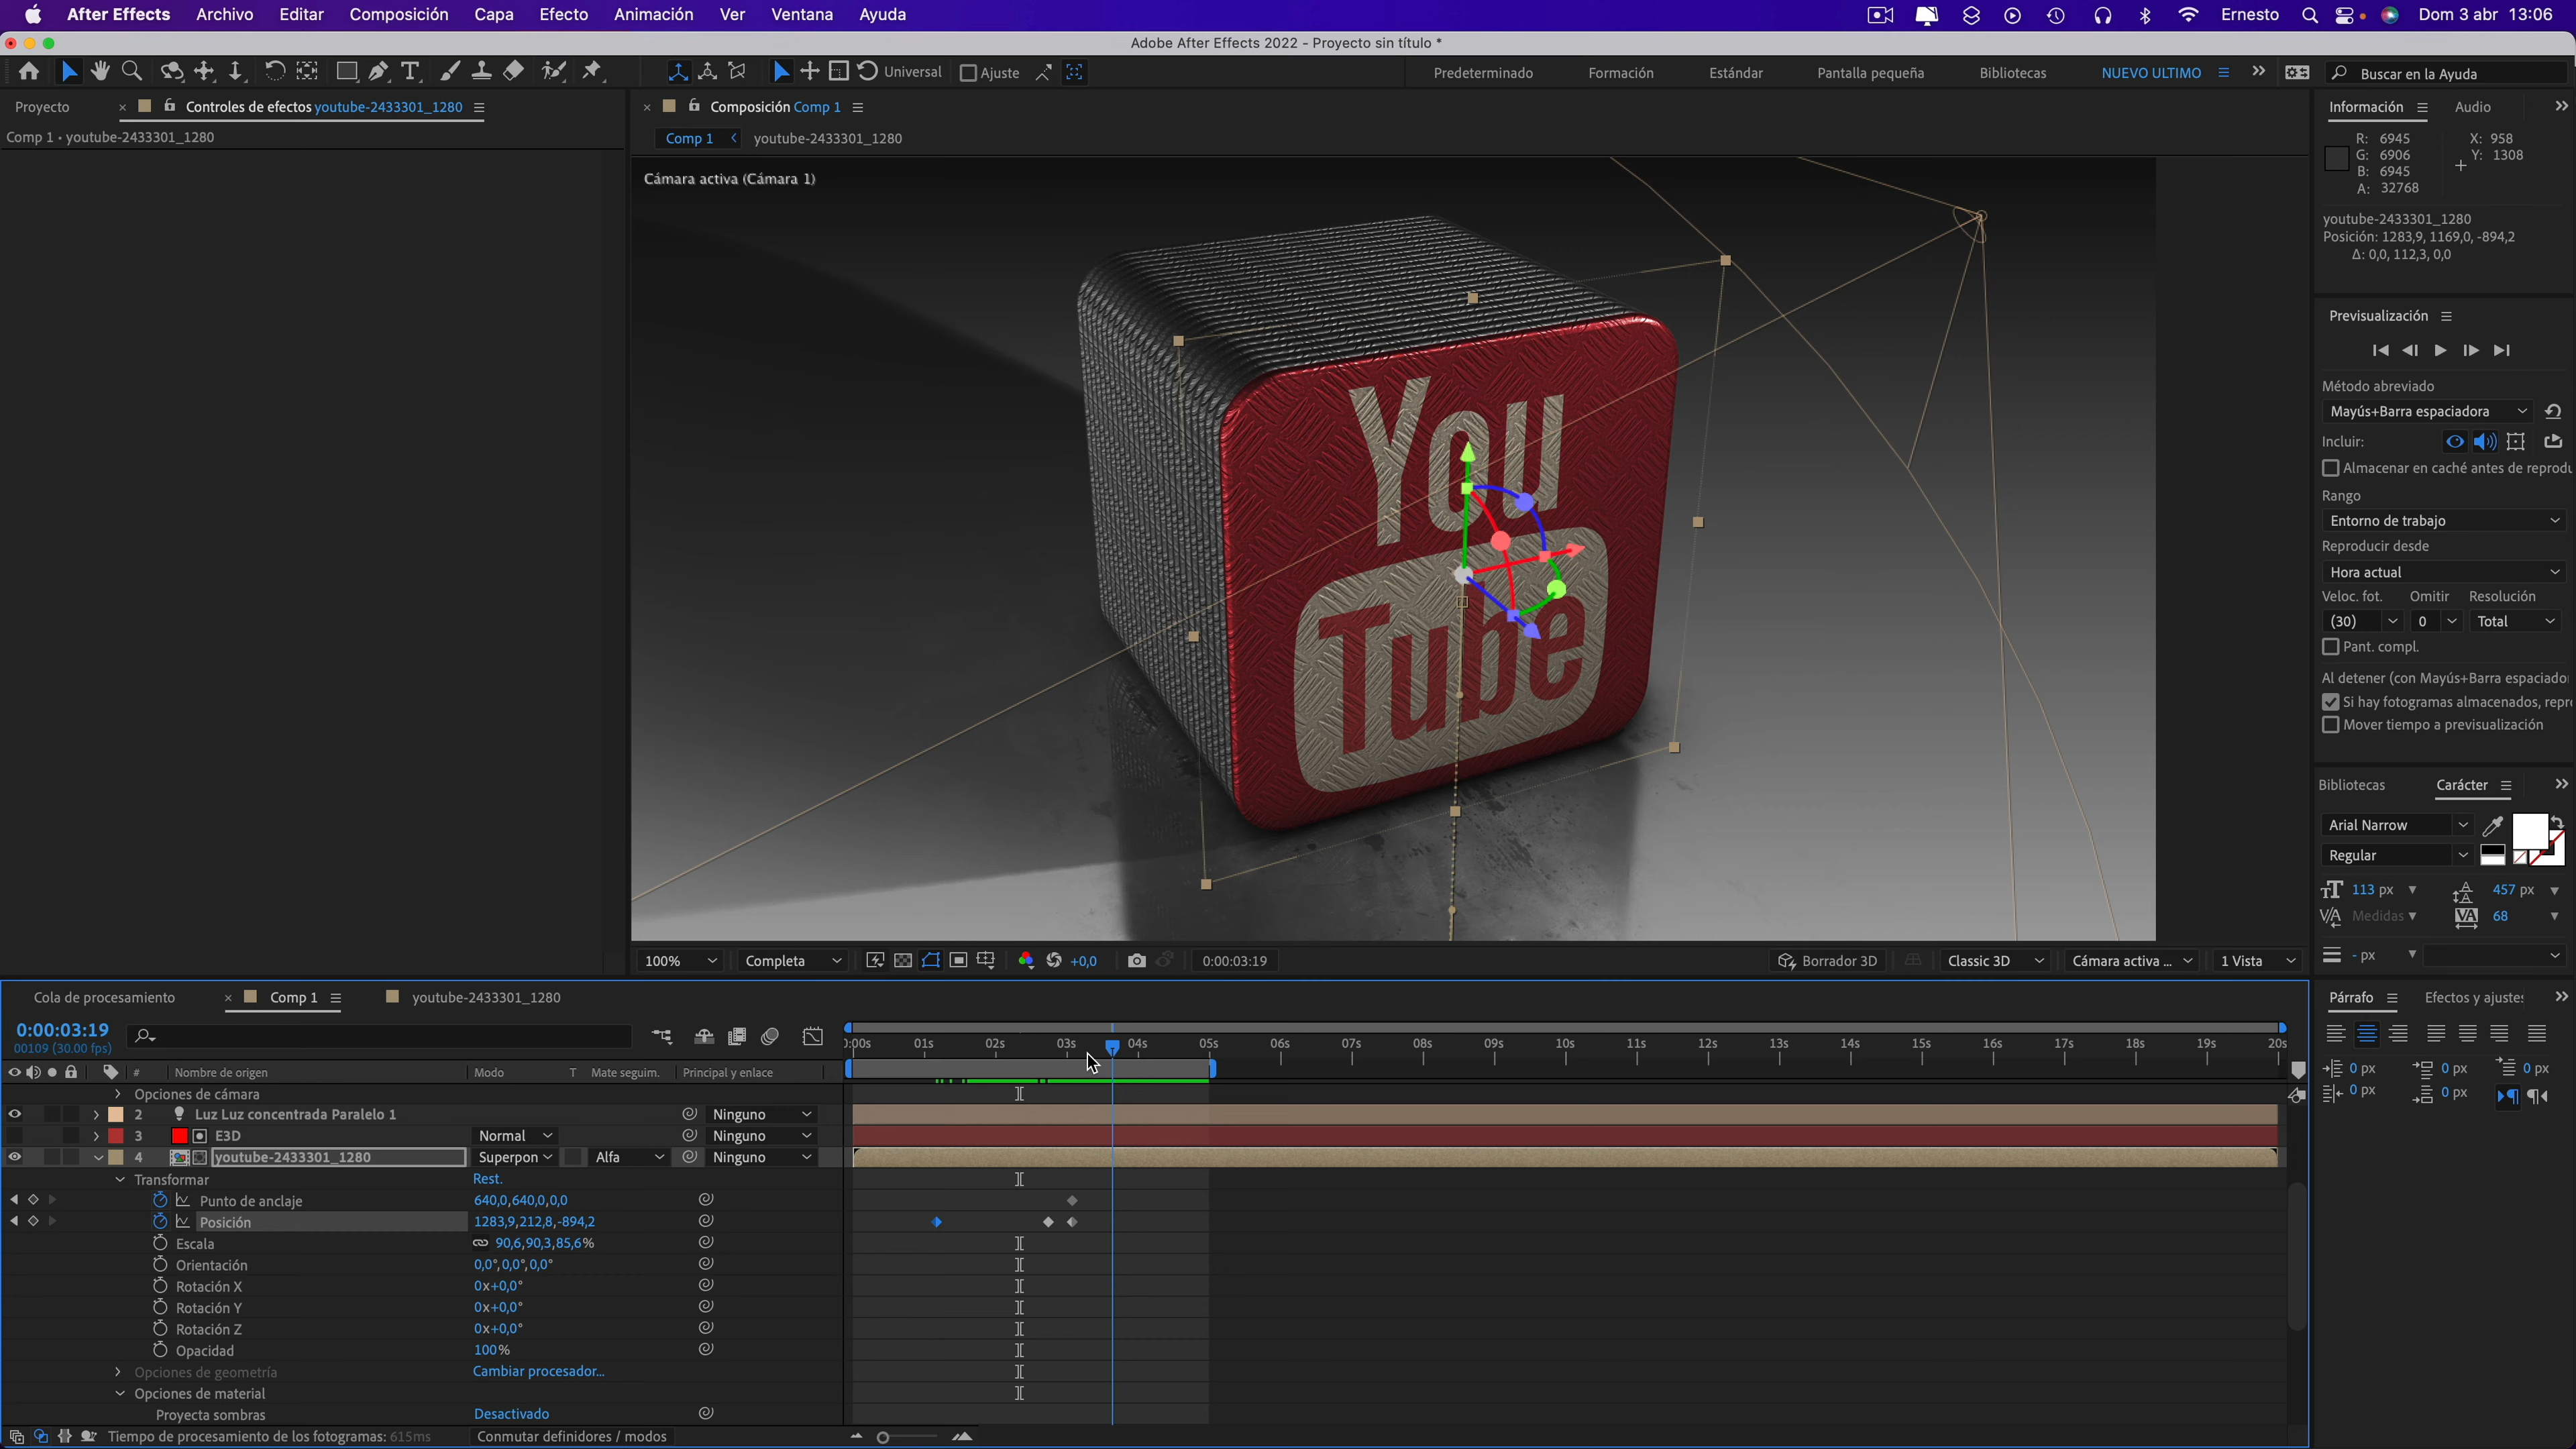 After Effects Archivo Editar Composición Capa Efecto Animación Ver Ventana Ayuda Ernesto Dom 3 abr 13:06
Adobe After Effects 2022 - Proyecto sin título *
Universal Ajuste Predeterminado Formación Estándar Pantalla pequeña Bibliotecas NUEVO ULTIMO Buscar en la Ayuda
Proyecto × Controles de efectos youtube-2433301_1280
Comp 1 • youtube-2433301_1280
× Composición Comp 1
Comp 1 youtube-2433301_1280
Cámara activa (Cámara 1)
You
Tube
100% Completa +0,0 0:00:03:19 Borrador 3D Classic 3D Cámara activa ... 1 Vista
Información Audio
R: 6945 X: 958
G: 6906 Y: 1308
B: 6945
A: 32768
youtube-2433301_1280
Posición: 1283,9, 1169,0, -894,2
Δ: 0,0, 112,3, 0,0
Previsualización
Método abreviado
Mayús+Barra espaciadora
Incluir:
Almacenar en caché antes de reprodu
Rango
Entorno de trabajo
Reproducir desde
Hora actual
Veloc. fot. Omitir Resolución
(30) 0 Total
Pant. compl.
Al detener (con Mayús+Barra espaciado
Si hay fotogramas almacenados, repr
Mover tiempo a previsualización
Bibliotecas Carácter
Arial Narrow
Regular
113 px 457 px
Medidas 68
- px
Párrafo Efectos y ajustes
0 px 0 px 0 px
0 px 0 px
Cola de procesamiento × Comp 1 youtube-2433301_1280
0:00:03:19
00109 (30.00 fps)
):00s 01s 02s 03s 04s 05s 06s 07s 08s 09s 10s 11s 12s 13s 14s 15s 16s 17s 18s 19s 20s
# Nombre de origen Modo T Mate seguim. Principal y enlace
Opciones de cámara
2 Luz Luz concentrada Paralelo 1 Ninguno
3 E3D Normal Ninguno
4 youtube-2433301_1280 Superpon Alfa Ninguno
Transformar Rest.
Punto de anclaje 640,0,640,0,0,0
Posición 1283,9,212,8,-894,2
Escala 90,6,90,3,85,6%
Orientación 0,0°,0,0°,0,0°
Rotación X 0x+0,0°
Rotación Y 0x+0,0°
Rotación Z 0x+0,0°
Opacidad 100%
Opciones de geometría Cambiar procesador...
Opciones de material
Proyecta sombras Desactivado
Tiempo de procesamiento de los fotogramas: 615ms Conmutar definidores / modos